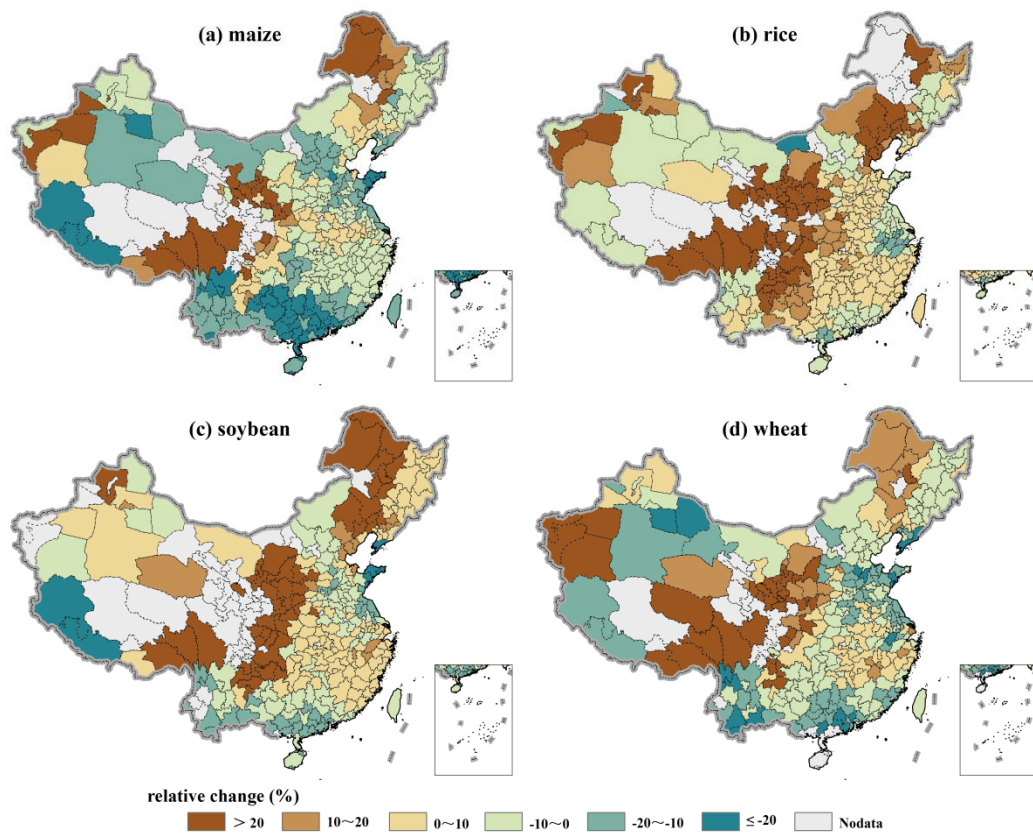 (a) maize
(b) rice
(c) soybean
(d) wheat
relative change (%)
> 20
10～20
0～10
-10～0
-20～-10
≤ -20
Nodata